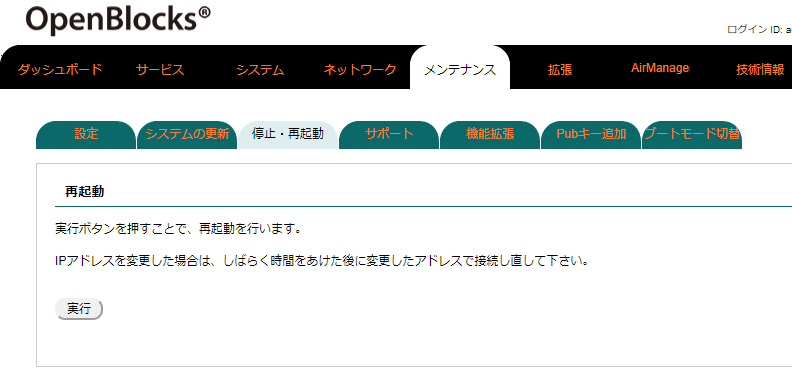 OpenBlocks®
ログイン ID: a
ダッシュボード サービス システム ネットワーク メンテナンス 拡張 AirManage 技術情報
設定 システムの更新 停止・再起動 サポート 機能拡張 Pubキー追加 ブートモード切替
再起動
実行ボタンを押すことで、再起動を行います。
IPアドレスを変更した場合は、しばらく時間をあけた後に変更したアドレスで接続し直して下さい。
実行